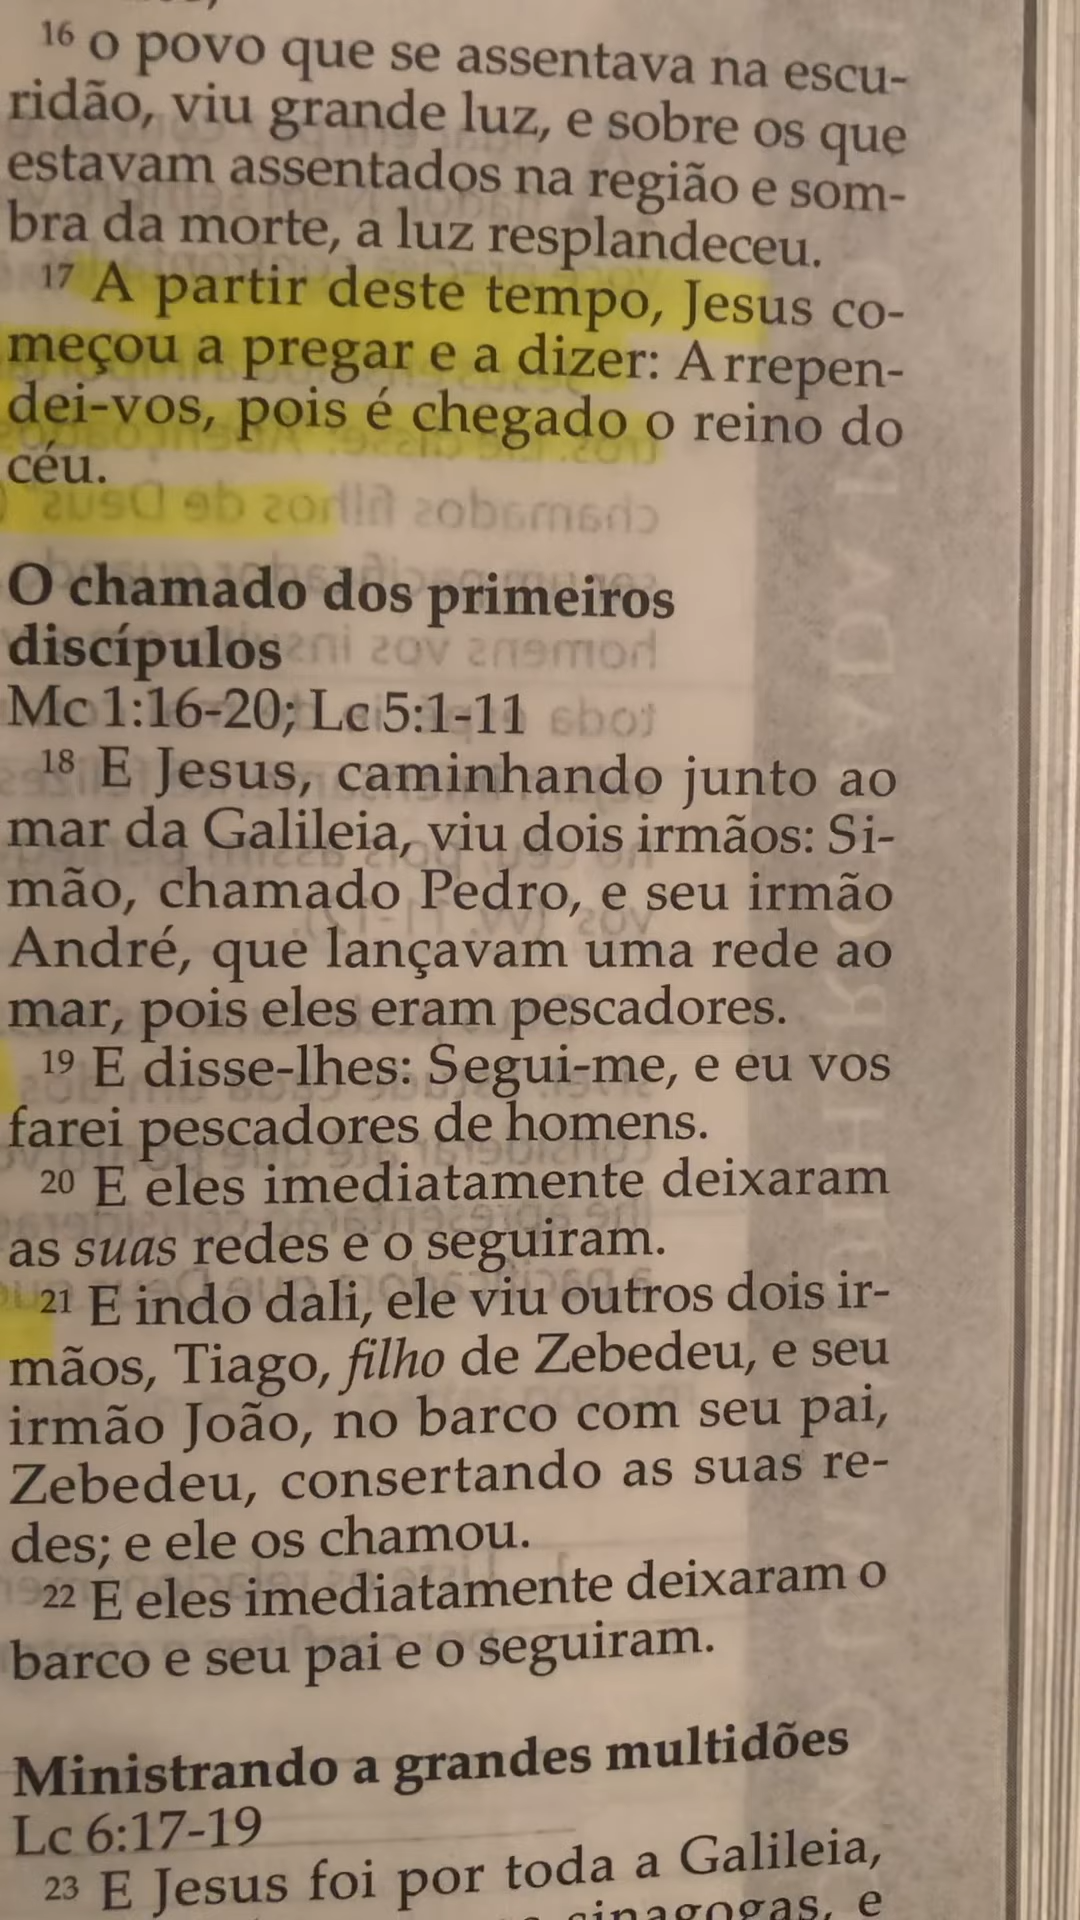 16 o povo que se assentava na escu-
ridão, viu grande luz, e sobre os que
estavam assentados na região e som-
bra da morte, a luz resplandeceu.
17 A partir deste tempo, Jesus co-
meçou a pregar e a dizer: Arrepen-
dei-vos, pois é chegado o reino do
céu.
O chamado dos primeiros
discípulos
Mc 1:16-20; Lc 5:1-11
18 E Jesus, caminhando junto ao
mar da Galileia, viu dois irmãos: Si-
mão, chamado Pedro, e seu irmão
André, que lançavam uma rede ao
mar, pois eles eram pescadores.
19 E disse-lhes: Segui-me, e eu vos
farei pescadores de homens.
20 E eles imediatamente deixaram
as suas redes e o seguiram.
21 E indo dali, ele viu outros dois ir-
mãos, Tiago, filho de Zebedeu, e seu
irmão João, no barco com seu pai,
Zebedeu, consertando as suas re-
des; e ele os chamou.
22 E eles imediatamente deixaram o
barco e seu pai e o seguiram.
Ministrando a grandes multidões
Lc 6:17-19
23 E Jesus foi por toda a Galileia,
sinagogas, e